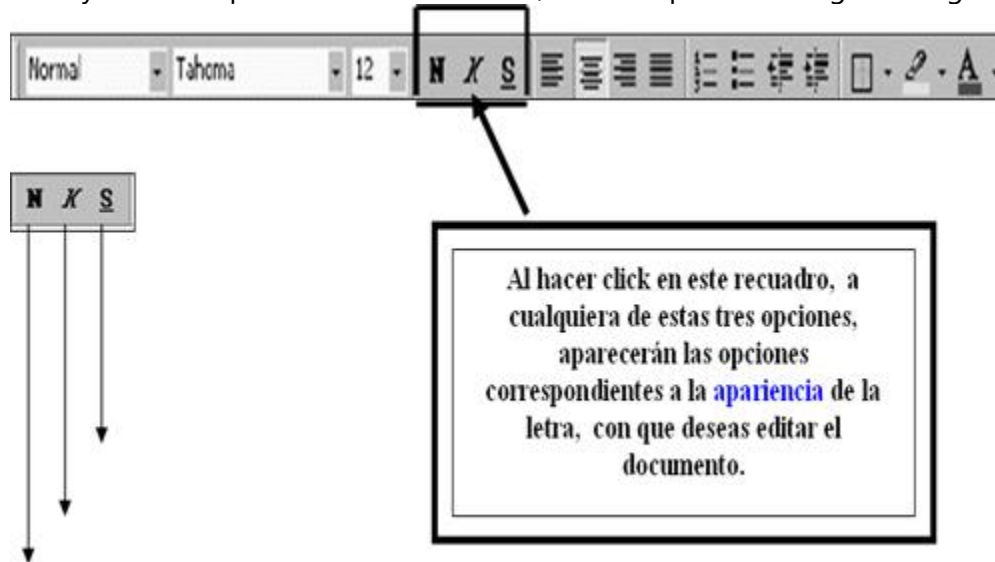 Normal Tahoma 12 N K S A
N K S
Al hacer click en este recuadro, a
cualquiera de estas tres opciones,
aparecerán las opciones
correspondientes a la apariencia de la
letra, con que deseas editar el
documento.